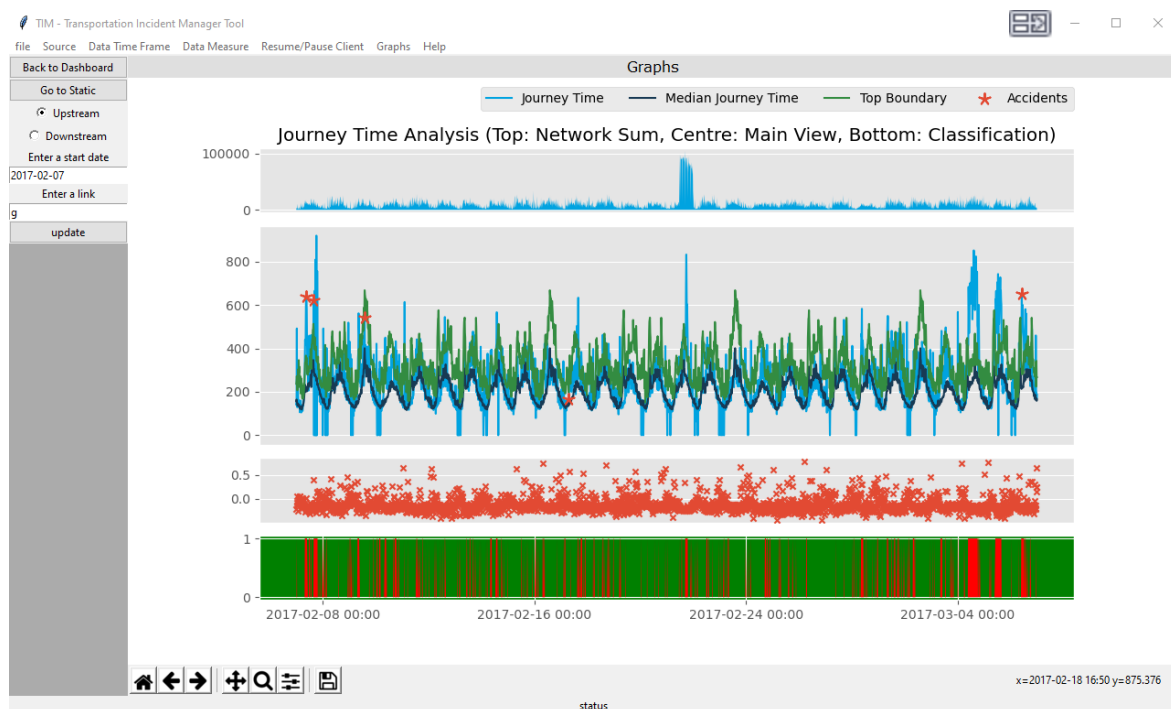 TIM - Transportation Incident Manager Tool
file Source Data Time Frame Data Measure Resume/Pause Client Graphs Help
Back to Dashboard
Graphs
Go to Static
Upstream
Downstream
Enter a start date
2017-02-07
Enter a link
g
update
Journey Time Median Journey Time Top Boundary Accidents
Journey Time Analysis (Top: Network Sum, Centre: Main View, Bottom: Classification)
100000
0
800
600
400
200
0
0.5
0.0
1
0
2017-02-08 00:00 2017-02-16 00:00 2017-02-24 00:00 2017-03-04 00:00
x=2017-02-18 16:50 y=875.376
status